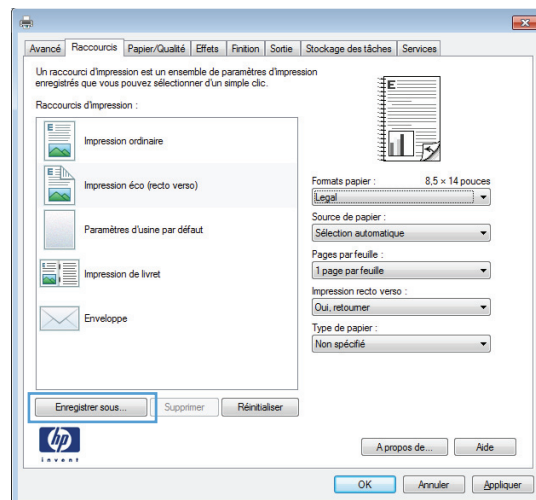 Avancé Raccourcis Papier/Qualité Effets Finition Sortie Stockage des tâches Services
Un raccourci d'impression est un ensemble de paramètres d'impression
enregistrés que vous pouvez sélectionner d'un simple clic.
Raccourcis d'impression :
E
Impression ordinaire
E
Impression éco (recto verso)
Paramètres d'usine par défaut
E
Impression de livret
Enveloppe
E
Formats papier : 8,5 × 14 pouces
Legal
Source de papier :
Sélection automatique
Pages par feuille :
1 page par feuille
Impression recto verso :
Oui, retourner
Type de papier :
Non spécifié
Enregistrer sous... Supprimer Réinitialiser
hp
invent
A propos de... Aide
OK Annuler Appliquer